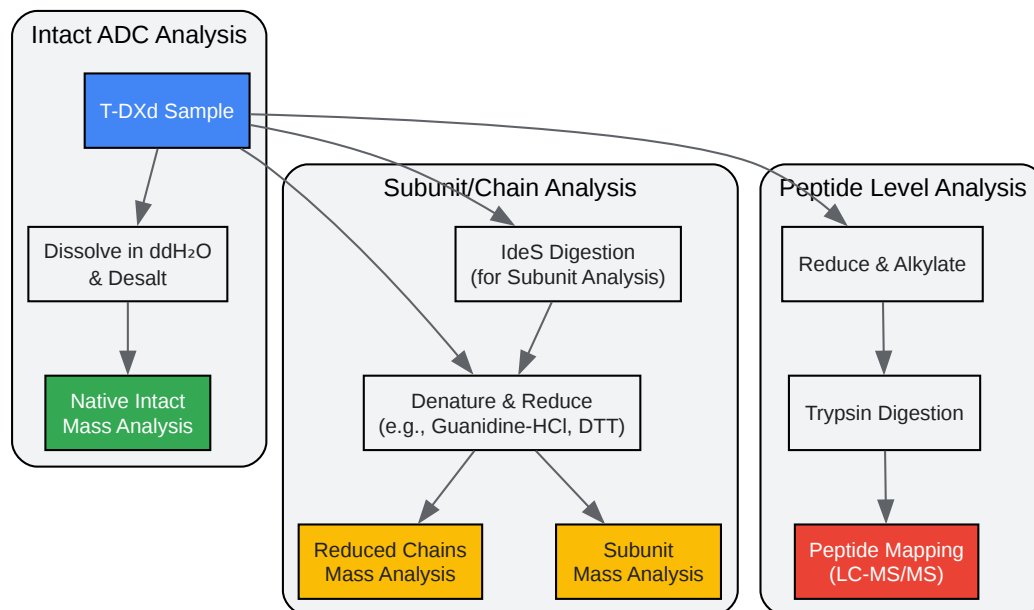 Intact ADC Analysis
T-DXd Sample
Dissolve in ddH₂O
& Desalt
Native Intact
Mass Analysis
Subunit/Chain Analysis
IdeS Digestion
(for Subunit Analysis)
Denature & Reduce
(e.g., Guanidine-HCl, DTT)
Reduced Chains
Mass Analysis
Subunit
Mass Analysis
Peptide Level Analysis
Reduce & Alkylate
Trypsin Digestion
Peptide Mapping
(LC-MS/MS)